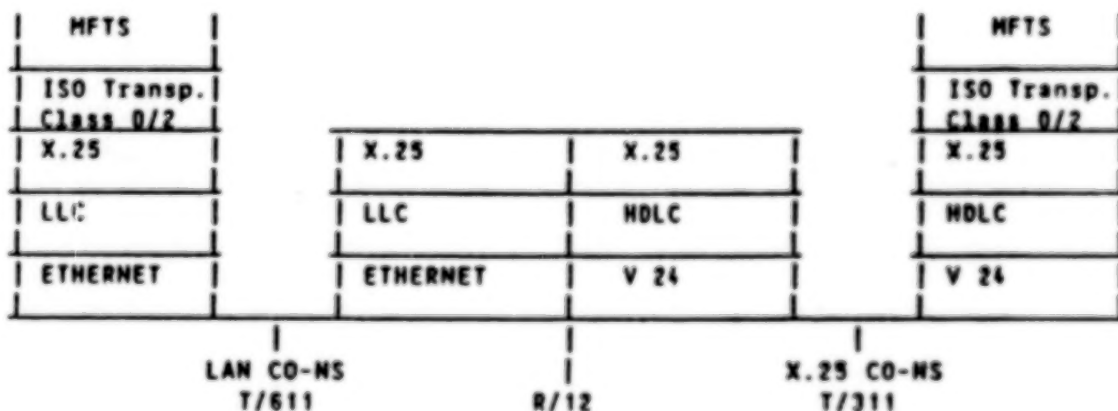 MFTS MFTS
ISO Transp. ISO Transp.
Class 0/2 Class 0/2
X.25 X.25 X.25 X.25
LLC LLC HDLC HDLC
ETHERNET ETHERNET V 24 V 24
LAN CO-NS X.25 CO-NS
T/611 R/12 T/311